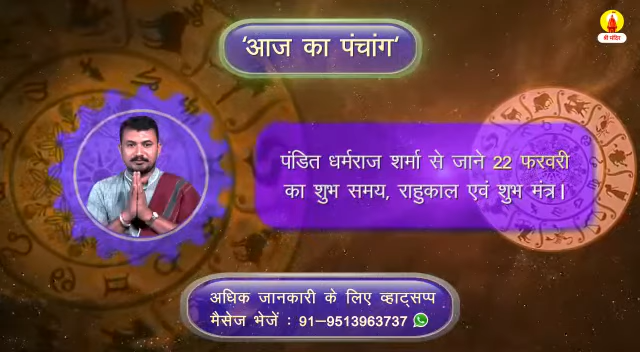 'आज का पंचांग'
श्री मंदिर
पंडित धर्मराज शर्मा से जाने 22 फरवरी
का शुभ समय, राहुकाल एवं शुभ मंत्र।
अधिक जानकारी के लिए व्हाट्सप्प
मैसेज भेजें : 91–9513963737